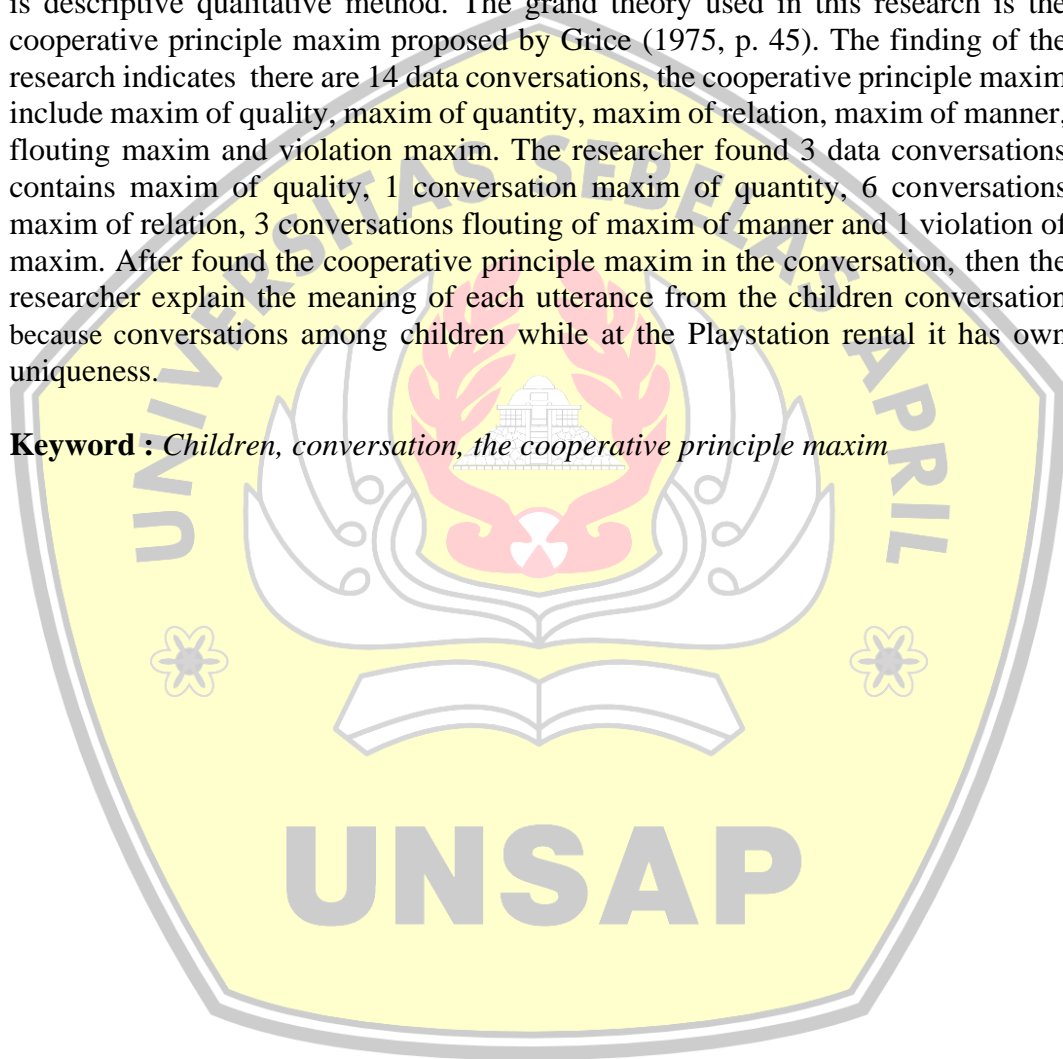 is descriptive qualitative method. The grand theory used in this research is the
cooperative principle maxim proposed by Grice (1975, p. 45). The finding of the
research indicates there are 14 data conversations, the cooperative principle maxim
include maxim of quality, maxim of quantity, maxim of relation, maxim of manner,
flouting maxim and violation maxim. The researcher found 3 data conversations
contains maxim of quality, 1 conversation maxim of quantity, 6 conversations
maxim of relation, 3 conversations flouting of maxim of manner and 1 violation of
maxim. After found the cooperative principle maxim in the conversation, then the
researcher explain the meaning of each utterance from the children conversation
because conversations among children while at the Playstation rental it has own
uniqueness.
Keyword : Children, conversation, the cooperative principle maxim
UNIVERSITAS SEBELAS APRIL
UNSAP